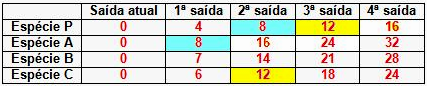 Saída atual 1ª saída 2ª saída 3ª saída 4ª saída
Espécie P 0 4 8 12 16
Espécie A 0 8 16 24 32
Espécie B 0 7 14 21 28
Espécie C 0 6 12 18 24